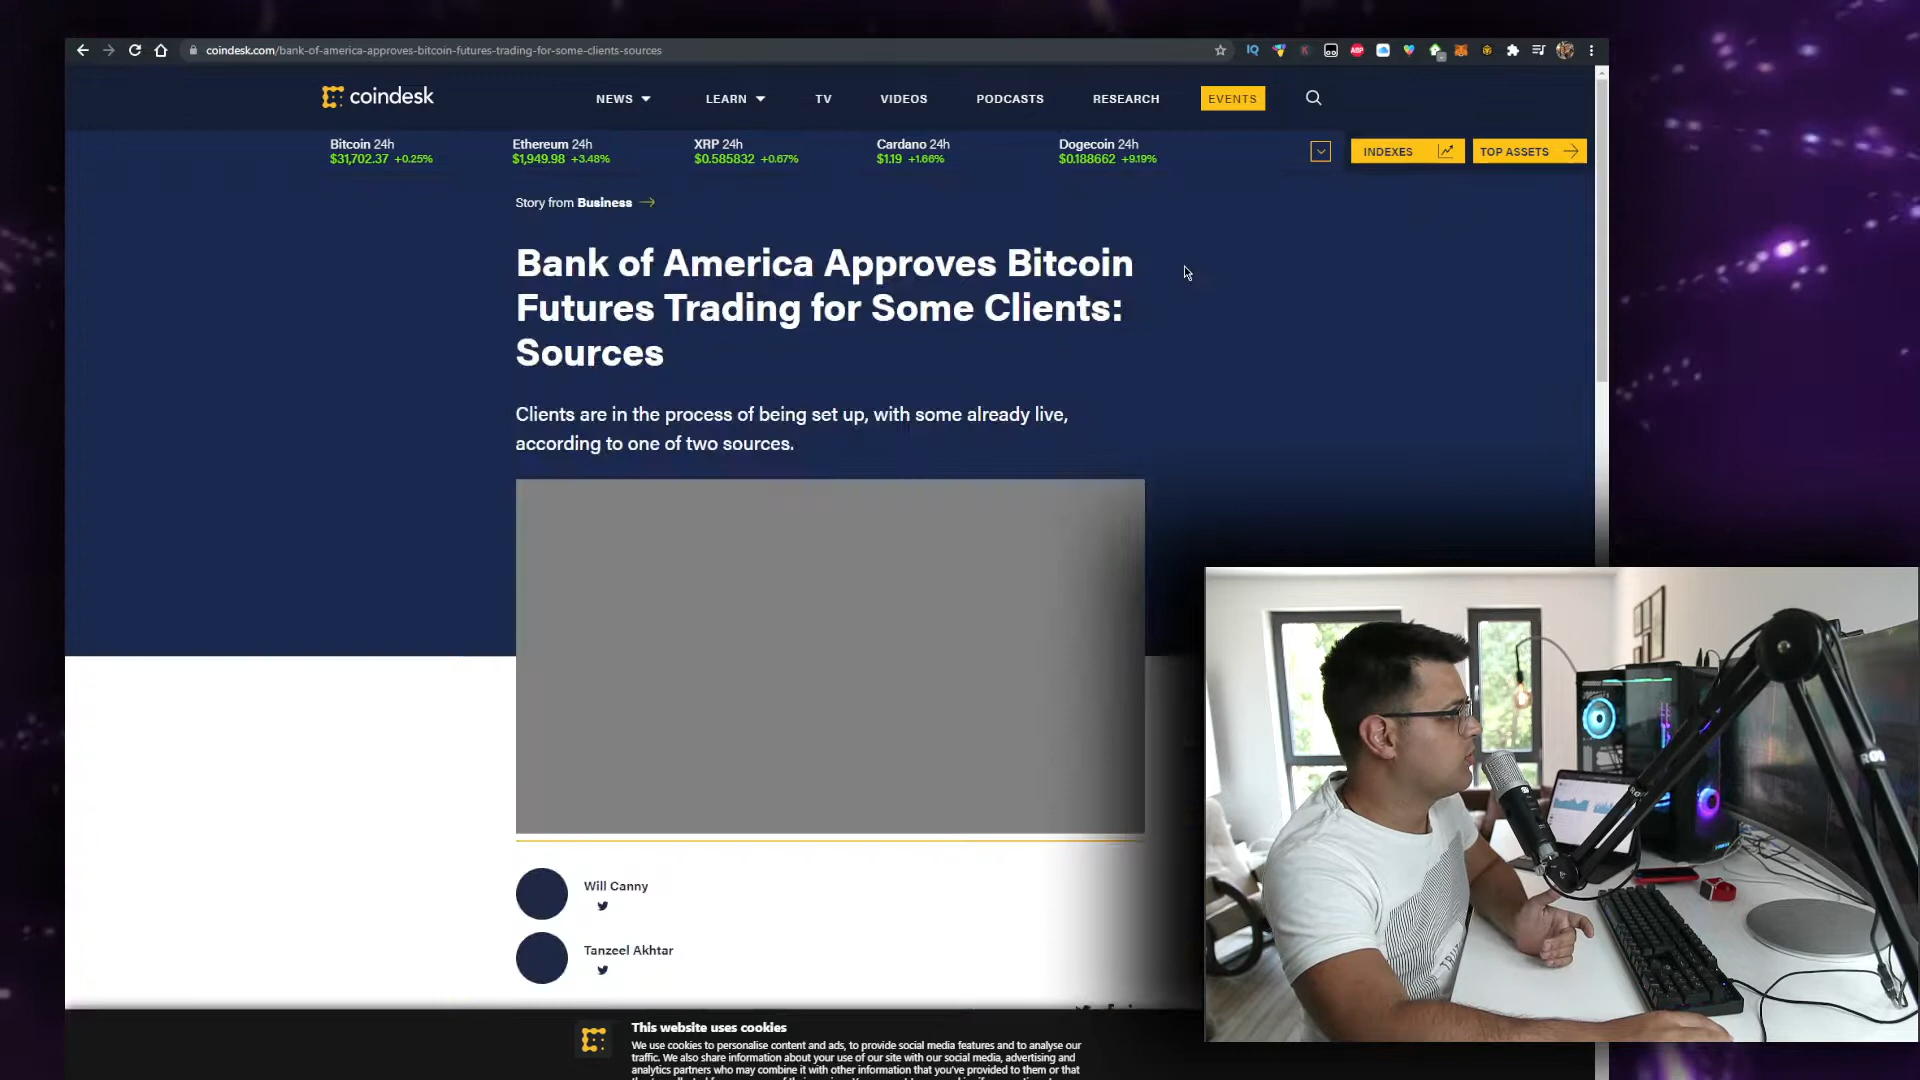 coindesk.com/bank-of-america-approves-bitcoin-futures-trading-for-some-clients-sources
coindesk
NEWS LEARN TV VIDEOS PODCASTS RESEARCH EVENTS
Bitcoin 24h Ethereum 24h XRP 24h Cardano 24h Dogecoin 24h
$31,702.37 +0.25% $1,949.98 +3.48% $0.585832 +0.67% $1.19 +1.66% $0.188662 +9.19%
INDEXES TOP ASSETS
Story from Business
Bank of America Approves Bitcoin
Futures Trading for Some Clients:
Sources
Clients are in the process of being set up, with some already live,
according to one of two sources.
Will Canny
Tanzeel Akhtar
This website uses cookies
We use cookies to personalise content and ads, to provide social media features and to analyse our
traffic. We also share information about your use of our site with our social media, advertising and
analytics partners who may combine it with other information that you've provided to them or that